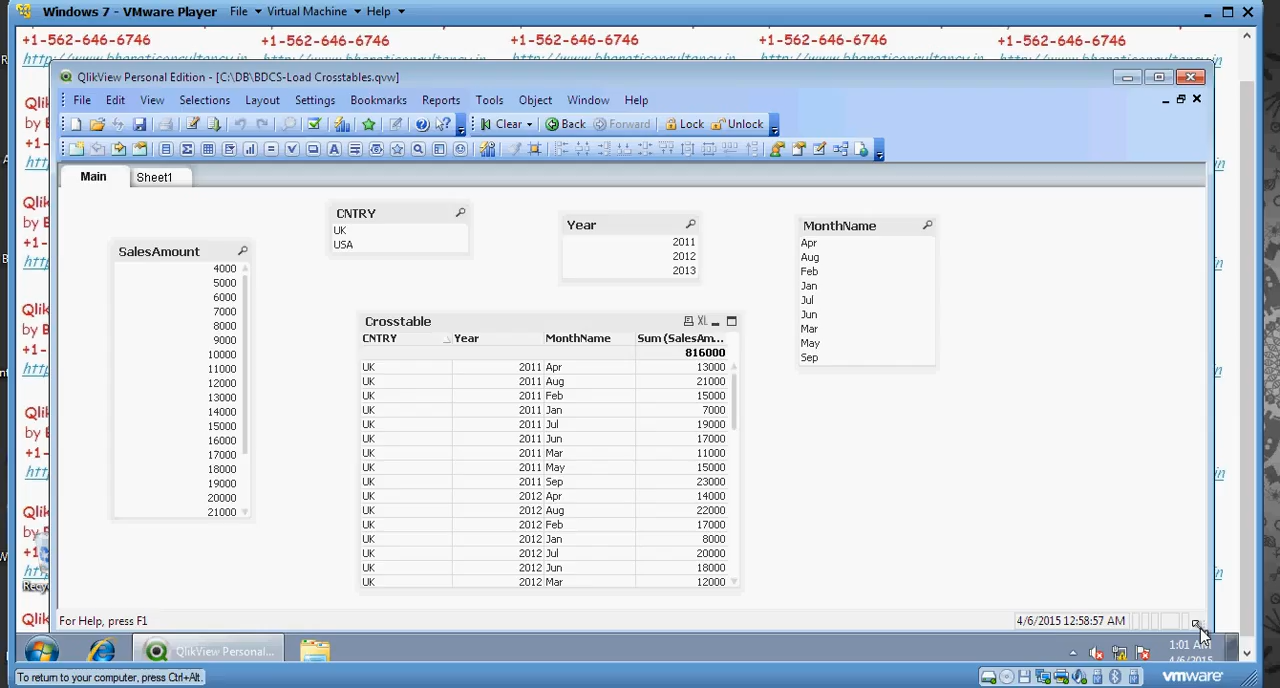 Windows 7 - VMware Player File Virtual Machine Help
+1-562-646-6746 +1-562-646-6746 +1-562-646-6746 +1-562-646-6746 +1-562-646-6746
QlikView Personal Edition - [C:\DB\BDCS-Load Crosstables.qvw]
File Edit View Selections Layout Settings Bookmarks Reports Tools Object Window Help
Clear Back Forward Lock Unlock
Main Sheet1
SalesAmount
4000
5000
6000
7000
8000
9000
10000
11000
12000
13000
14000
15000
16000
17000
18000
19000
20000
21000
CNTRY
UK
USA
Year
2011
2012
2013
MonthName
Apr
Aug
Feb
Jan
Jul
Jun
Mar
May
Sep
Crosstable XL
CNTRY Year MonthName Sum (SalesAm...
816000
UK 2011 Apr 13000
UK 2011 Aug 21000
UK 2011 Feb 15000
UK 2011 Jan 7000
UK 2011 Jul 19000
UK 2011 Jun 17000
UK 2011 Mar 11000
UK 2011 May 15000
UK 2011 Sep 23000
UK 2012 Apr 14000
UK 2012 Aug 22000
UK 2012 Feb 17000
UK 2012 Jan 8000
UK 2012 Jul 20000
UK 2012 Jun 18000
UK 2012 Mar 12000
For Help, press F1 4/6/2015 12:58:57 AM
QlikView Personal... 1:01 AM
4/6/2015
To return to your computer, press Ctrl+Alt. vmware